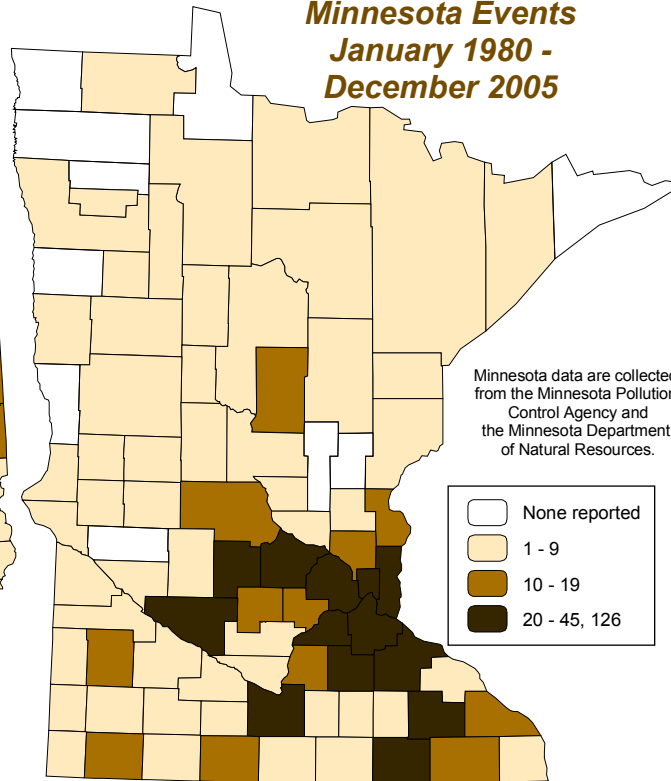 Minnesota Events
January 1980 -
December 2005
Minnesota data are collected
from the Minnesota Pollution
Control Agency and
the Minnesota Department
of Natural Resources.
None reported
1 - 9
10 - 19
20 - 45, 126